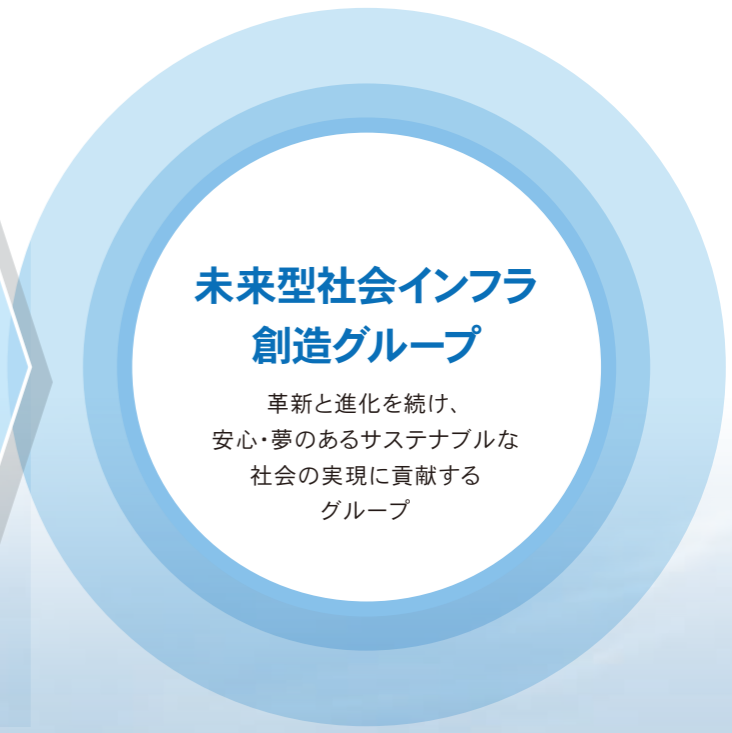 未来型社会インフラ
創造グループ
革新と進化を続け、
安心・夢のあるサステナブルな
社会の実現に貢献する
グループ